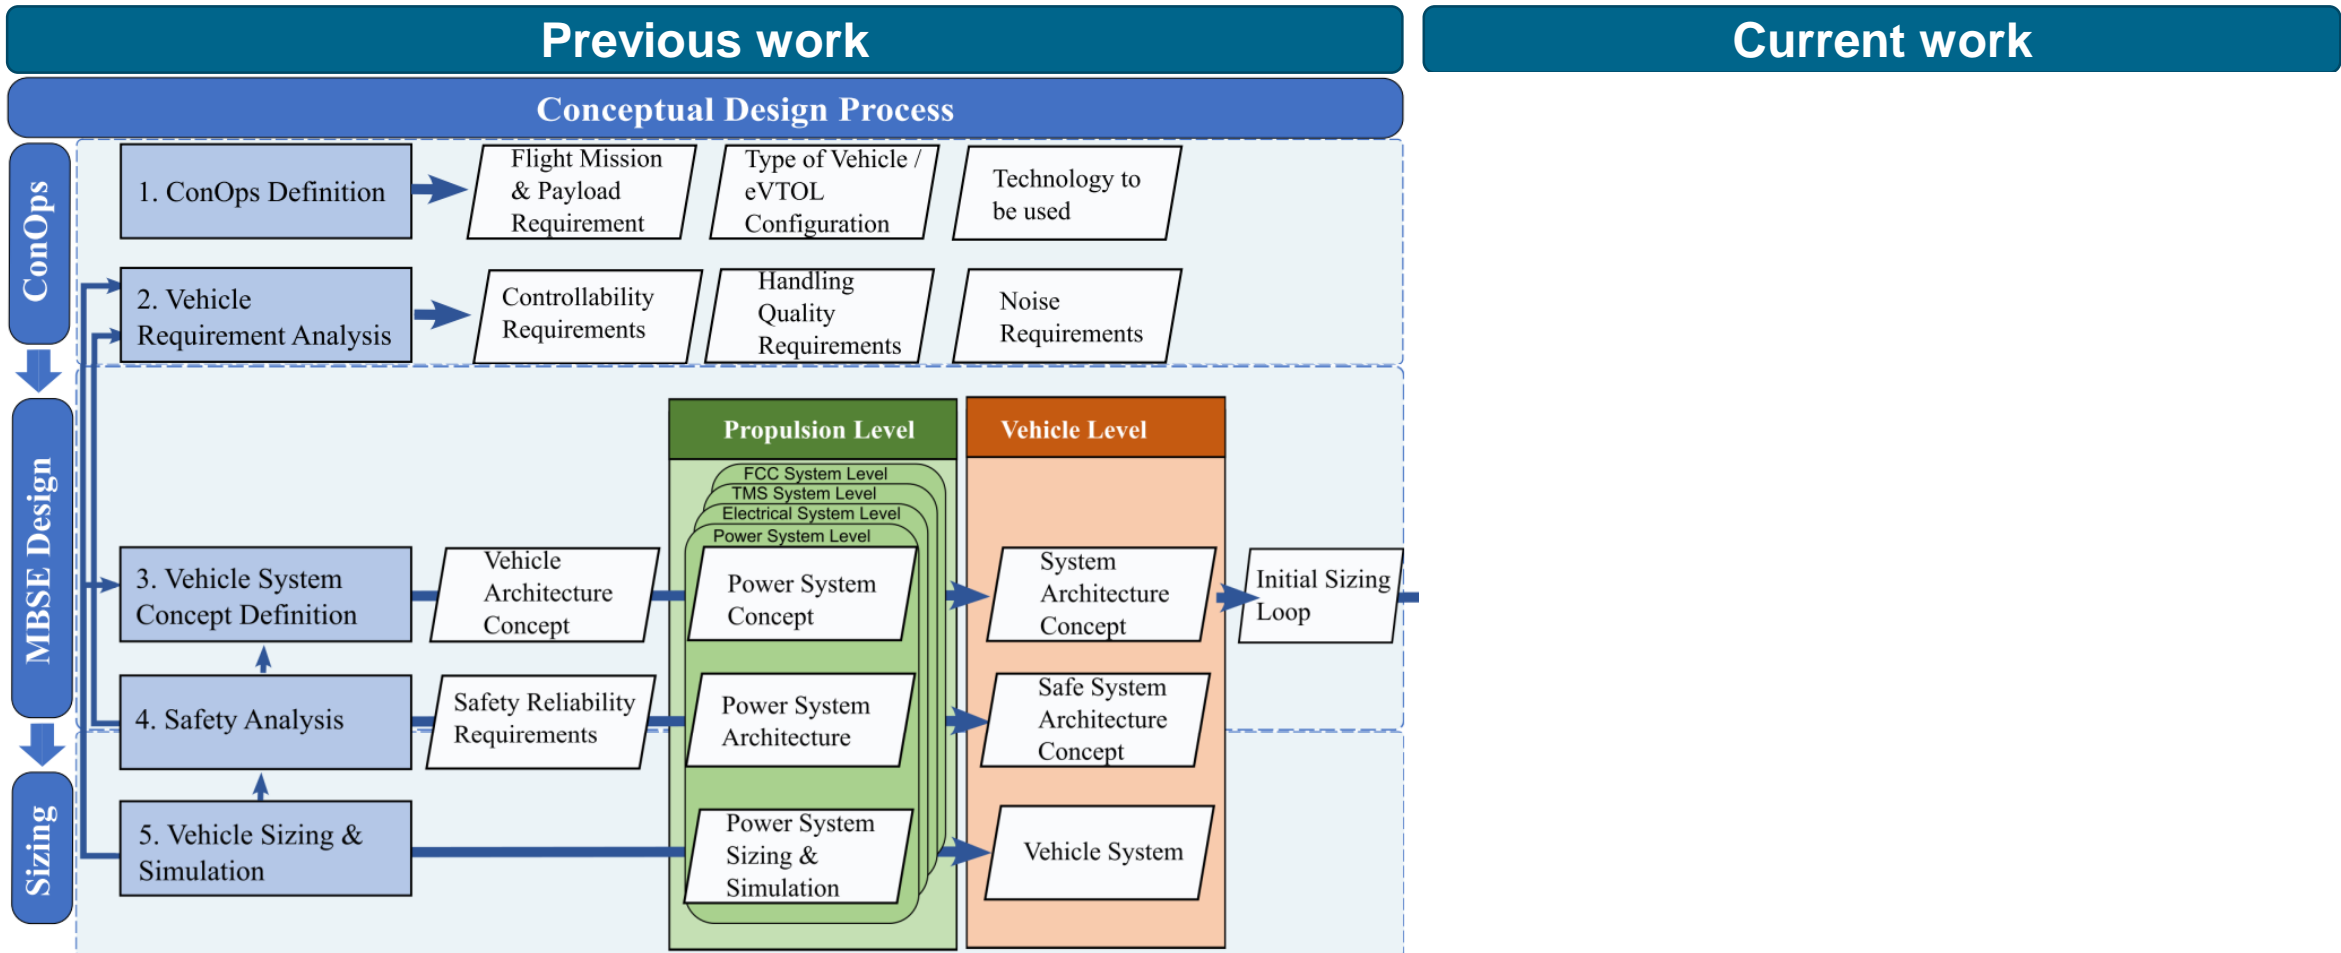 Previous work
Current work
Conceptual Design Process
ConOps
1. ConOps Definition
Flight Mission
& Payload
Requirement
Type of Vehicle /
eVTOL
Configuration
Technology to
be used
2. Vehicle
Requirement Analysis
Controllability
Requirements
Handling
Quality
Requirements
Noise
Requirements
MBSE Design
Propulsion Level
Vehicle Level
FCC System Level
TMS System Level
Electrical System Level
Power System Level
3. Vehicle System
Concept Definition
Vehicle
Architecture
Concept
Power System
Concept
System
Architecture
Concept
Initial Sizing
Loop
4. Safety Analysis
Safety Reliability
Requirements
Power System
Architecture
Safe System
Architecture
Concept
Sizing
5. Vehicle Sizing &
Simulation
Power System
Sizing &
Simulation
Vehicle System